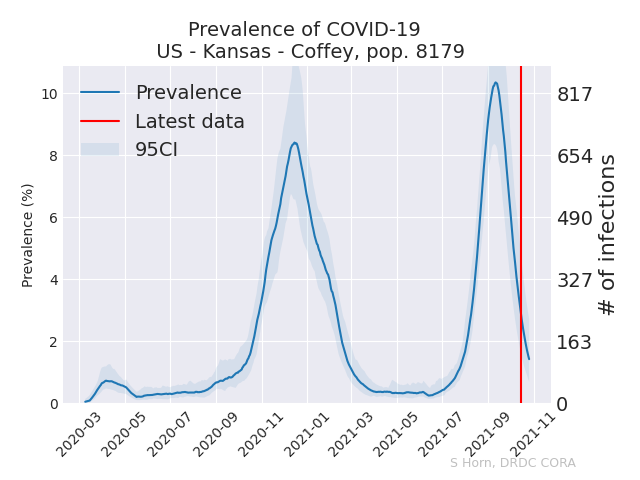 Prevalence of COVID-19
US - Kansas - Coffey, pop. 8179
Prevalence
Latest data
95CI
Prevalence (%)
10
8
6
4
2
0
817
654
490
327
163
0
# of infections
2020-03
2020-05
2020-07
2020-09
2020-11
2021-01
2021-03
2021-05
2021-07
2021-09
2021-11
S Horn, DRDC CORA